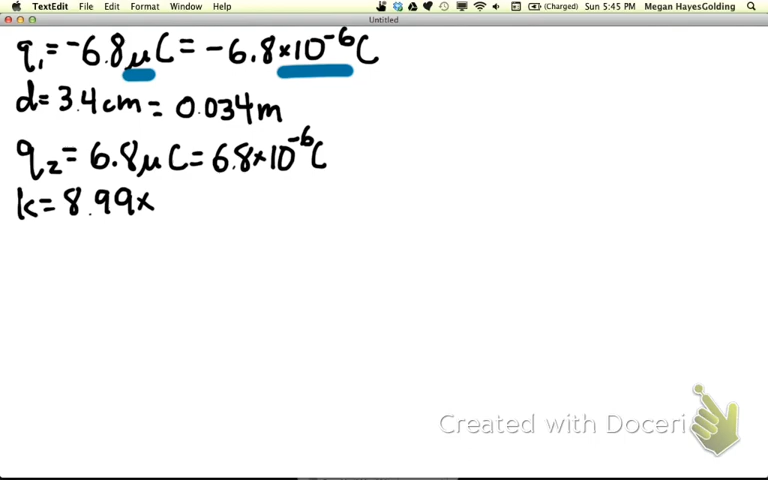 TextEdit File Edit Format Window Help (Charged) Sun 5:45 PM Megan HayesGolding
Untitled
q₁ = -6.8μC = -6.8×10⁻⁶C
d = 3.4cm = 0.034m
q₂ = 6.8μC = 6.8×10⁻⁶C
k = 8.99×
Created with Doceri